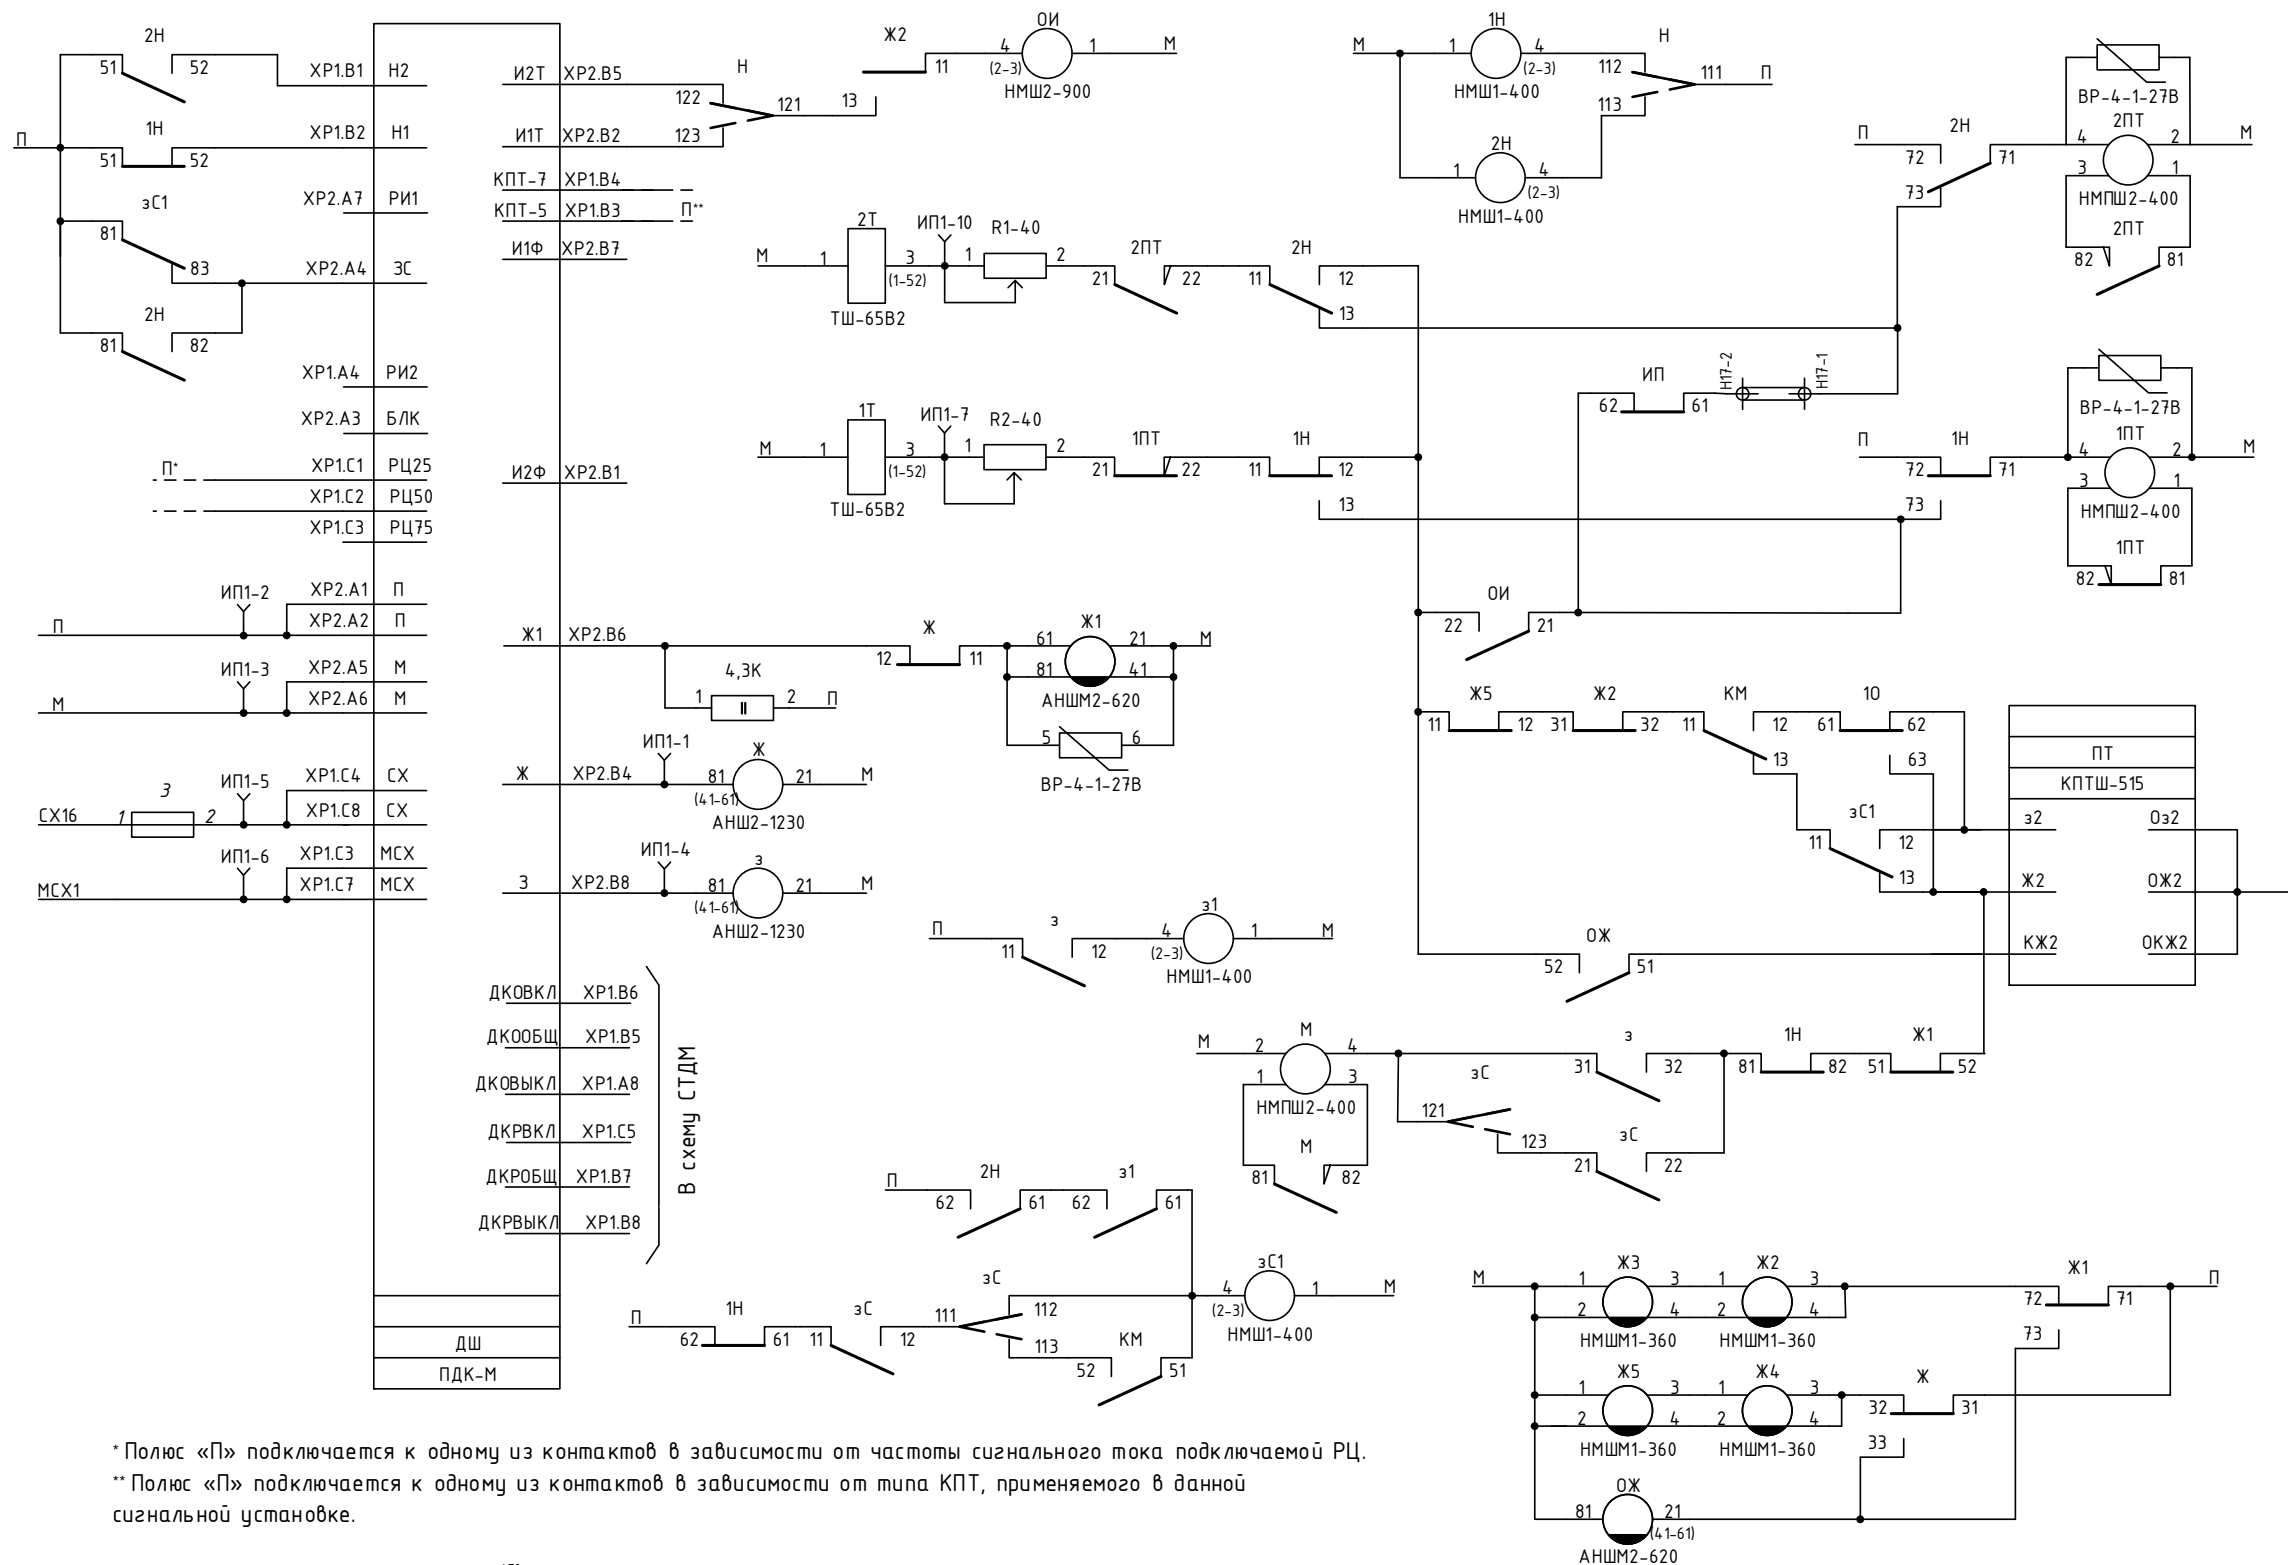 2Н
51
52
ХР1.В1
Н2
П
1Н
51
52
ХР1.В2
Н1
ХР2.А7
РИ1
зС1
81
83
ХР2.А4
ЗС
2Н
81
82
ХР1.А4
РИ2
ХР2.А3
БЛК
П*
ХР1.С1
РЦ25
ХР1.С2
РЦ50
ХР1.С3
РЦ75
ИП1-2
ХР2.А1
П
П
ХР2.А2
П
ИП1-3
ХР2.А5
М
М
ХР2.А6
М
3
ИП1-5
ХР1.С4
СХ
СХ16
1
2
ХР1.С8
СХ
ИП1-6
ХР1.С3
МСХ
МСХ1
ХР1.С7
МСХ
И2Т
ХР2.В5
И1Т
ХР2.В2
КПТ-7
ХР1.В4
КПТ-5
ХР1.В3
П**
И1Ф
ХР2.В7
И2Ф
ХР2.В1
Ж1
ХР2.В6
Ж
ХР2.В4
З
ХР2.В8
ДКОВКЛ
ХР1.В6
ДКООБЩ
ХР1.В5
ДКОВЫКЛ
ХР1.А8
ДКРВКЛ
ХР1.С5
ДКРОБЩ
ХР1.В7
ДКРВЫКЛ
ХР1.В8
В схему СТДМ
ДШ
ПДК-М
Н
122
123
121
13
Ж2
11
ОИ
4
(2-3)
1
М
НМШ2-900
М
1Н
1
4
(2-3)
НМШ1-400
Н
112
113
111
П
2Н
1
4
(2-3)
НМШ1-400
М
1
2Т
3
(1-52)
ТШ-65В2
ИП1-10
1
R1-40
2
2ПТ
21
22
2Н
11
12
13
М
1
1Т
3
(1-52)
ТШ-65В2
ИП1-7
1
R2-40
2
1ПТ
21
22
1Н
11
12
13
П
2Н
72
71
73
ВР-4-1-27В
2ПТ
4
2
М
3
1
НМПШ2-400
2ПТ
82
81
ИП
62
61
Н17-2
Н17-1
П
1Н
72
71
73
ВР-4-1-27В
1ПТ
4
2
М
3
1
НМПШ2-400
1ПТ
82
81
ОИ
22
21
Ж
12
11
4,3К
1
2
П
Ж1
61
21
М
81
41
АНШМ2-620
5
6
ВР-4-1-27В
ИП1-1
Ж
81
(41-61)
21
М
АНШ2-1230
ИП1-4
з
81
(41-61)
21
М
АНШ2-1230
Ж5
11
12
Ж2
31
32
КМ
11
12
13
10
61
62
63
зС1
11
12
13
ПТ
КПТШ-515
з2
Оз2
Ж2
ОЖ2
КЖ2
ОКЖ2
ОЖ
52
51
П
з
11
12
з1
4
(2-3)
1
М
НМШ1-400
М
М
2
4
1
3
НМПШ2-400
М
81
82
з
31
32
1Н
81
82
Ж1
51
52
зС
121
123
зС
21
22
П
2Н
62
61
з1
62
61
П
1Н
62
61
зС
11
12
зС
111
112
113
КМ
52
51
зС1
4
(2-3)
1
М
НМШ1-400
М
Ж3
1
3
2
4
НМШМ1-360
Ж2
1
3
2
4
НМШМ1-360
Ж1
72
71
73
П
Ж5
1
3
2
4
НМШМ1-360
Ж4
1
3
2
4
НМШМ1-360
Ж
32
31
33
ОЖ
81
21
(41-61)
АНШМ2-620
* Полюс «П» подключается к одному из контактов в зависимости от частоты сигнального тока подключаемой РЦ.
** Полюс «П» подключается к одному из контактов в зависимости от типа КПТ, применяемого в данной
сигнальной установке.